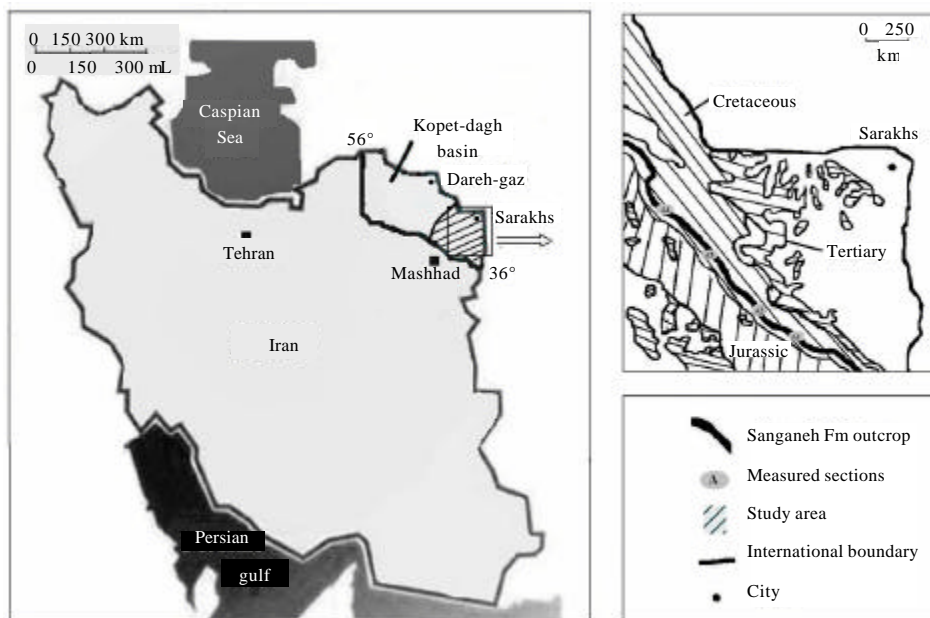 0 150 300 km
0 150 300 mL
Caspian
Sea
56°
Kopet-dagh
basin
Dareh-gaz
Sarakhs
Tehran
Mashhad
36°
Iran
Persian
gulf
0 250
km
Cretaceous
Sarakhs
Tertiary
Jurassic
Sanganeh Fm outcrop
A
Measured sections
Study area
International boundary
City